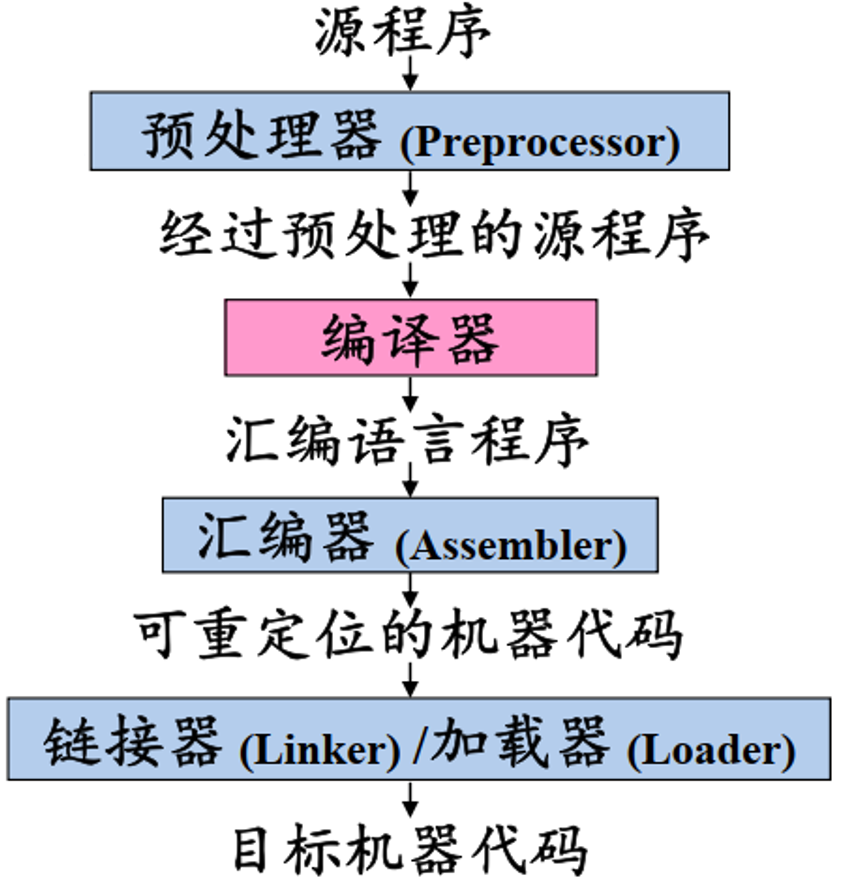 源程序
预处理器 (Preprocessor)
经过预处理的源程序
编译器
汇编语言程序
汇编器 (Assembler)
可重定位的机器代码
链接器 (Linker) /加载器 (Loader)
目标机器代码